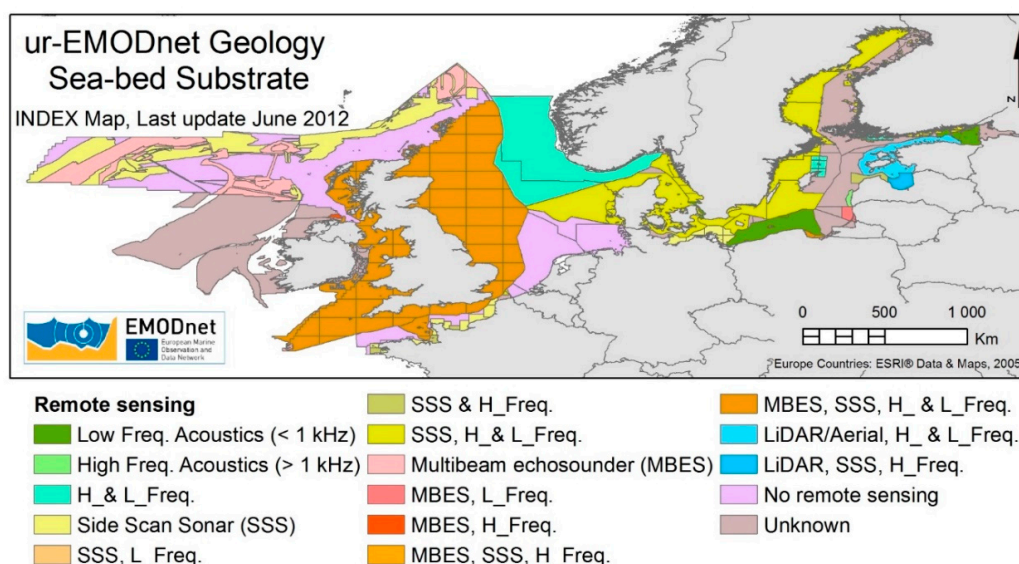 ur-EMODnet Geology
Sea-bed Substrate
INDEX Map, Last update June 2012
N
EMODnet
European Marine
Observation and
Data Network
0 500 1 000
Km
Europe Countries: ESRI® Data & Maps, 2005
Remote sensing
Low Freq. Acoustics (< 1 kHz)
High Freq. Acoustics (> 1 kHz)
H_& L_Freq.
Side Scan Sonar (SSS)
SSS, L_Freq.
SSS & H_Freq.
SSS, H_& L_Freq.
Multibeam echosounder (MBES)
MBES, L_Freq.
MBES, H_Freq.
MBES, SSS, H_Freq.
MBES, SSS, H_ & L_Freq.
LiDAR/Aerial, H_ & L_Freq.
LiDAR, SSS, H_Freq.
No remote sensing
Unknown